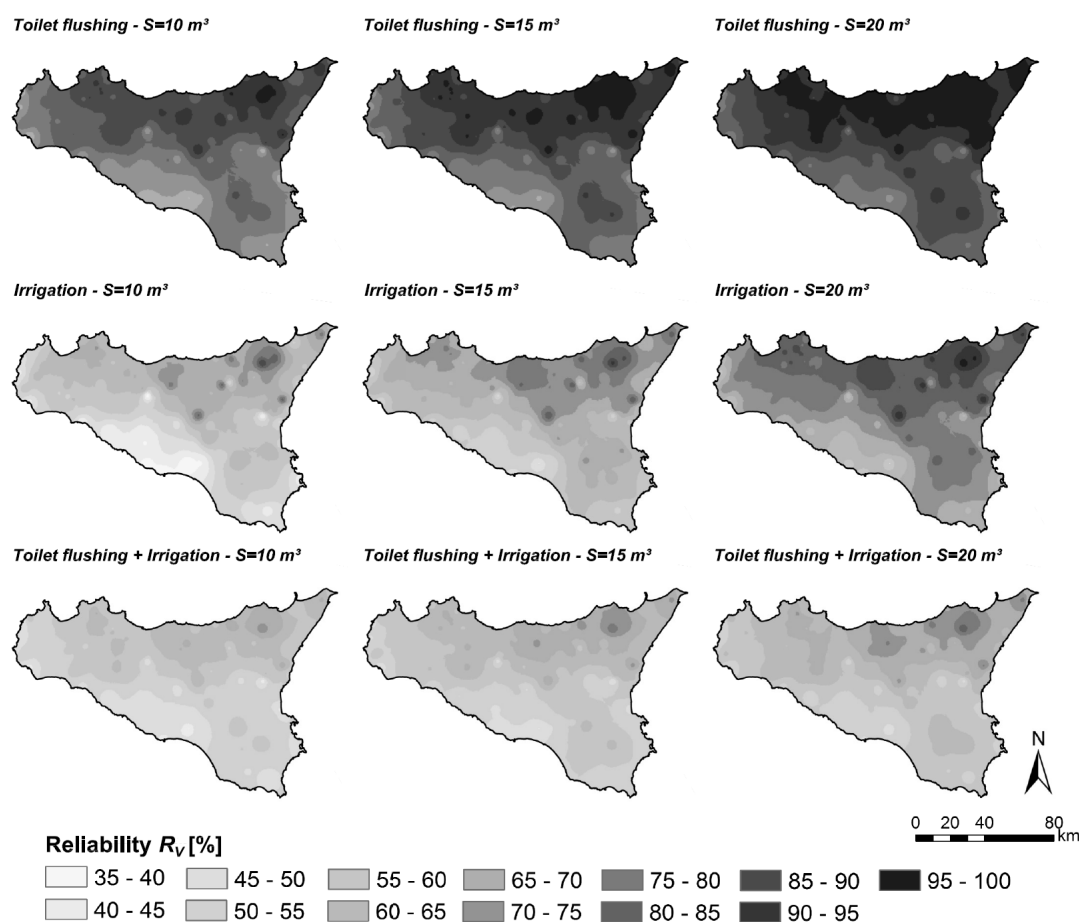 Toilet flushing - S=10 m³ Toilet flushing - S=15 m³ Toilet flushing - S=20 m³
Irrigation - S=10 m³ Irrigation - S=15 m³ Irrigation - S=20 m³
Toilet flushing + Irrigation - S=10 m³ Toilet flushing + Irrigation - S=15 m³ Toilet flushing + Irrigation - S=20 m³
N
0 20 40 80
km
Reliability Rv [%]
35 - 40 45 - 50 55 - 60 65 - 70 75 - 80 85 - 90 95 - 100
40 - 45 50 - 55 60 - 65 70 - 75 80 - 85 90 - 95